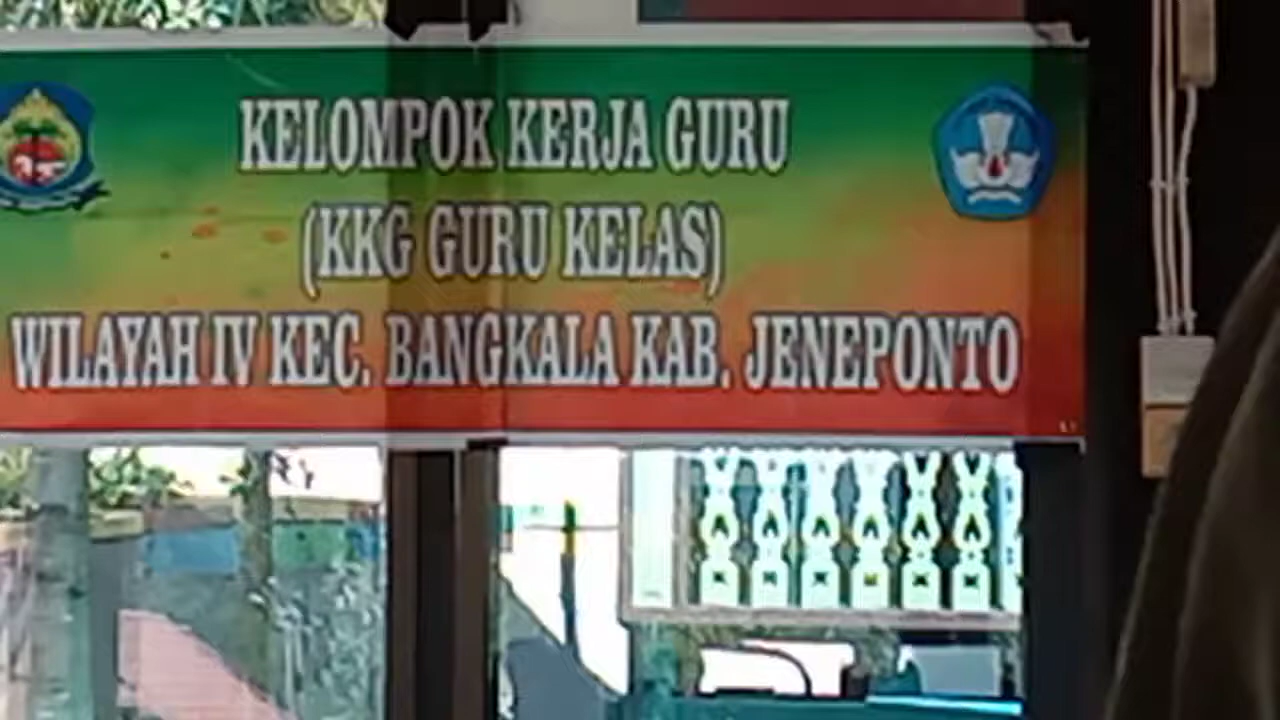 KELOMPOK KERJA GURU
(KKG GURU KELAS)
WILAYAH IV KEC. BANGKALA KAB. JENEPONTO